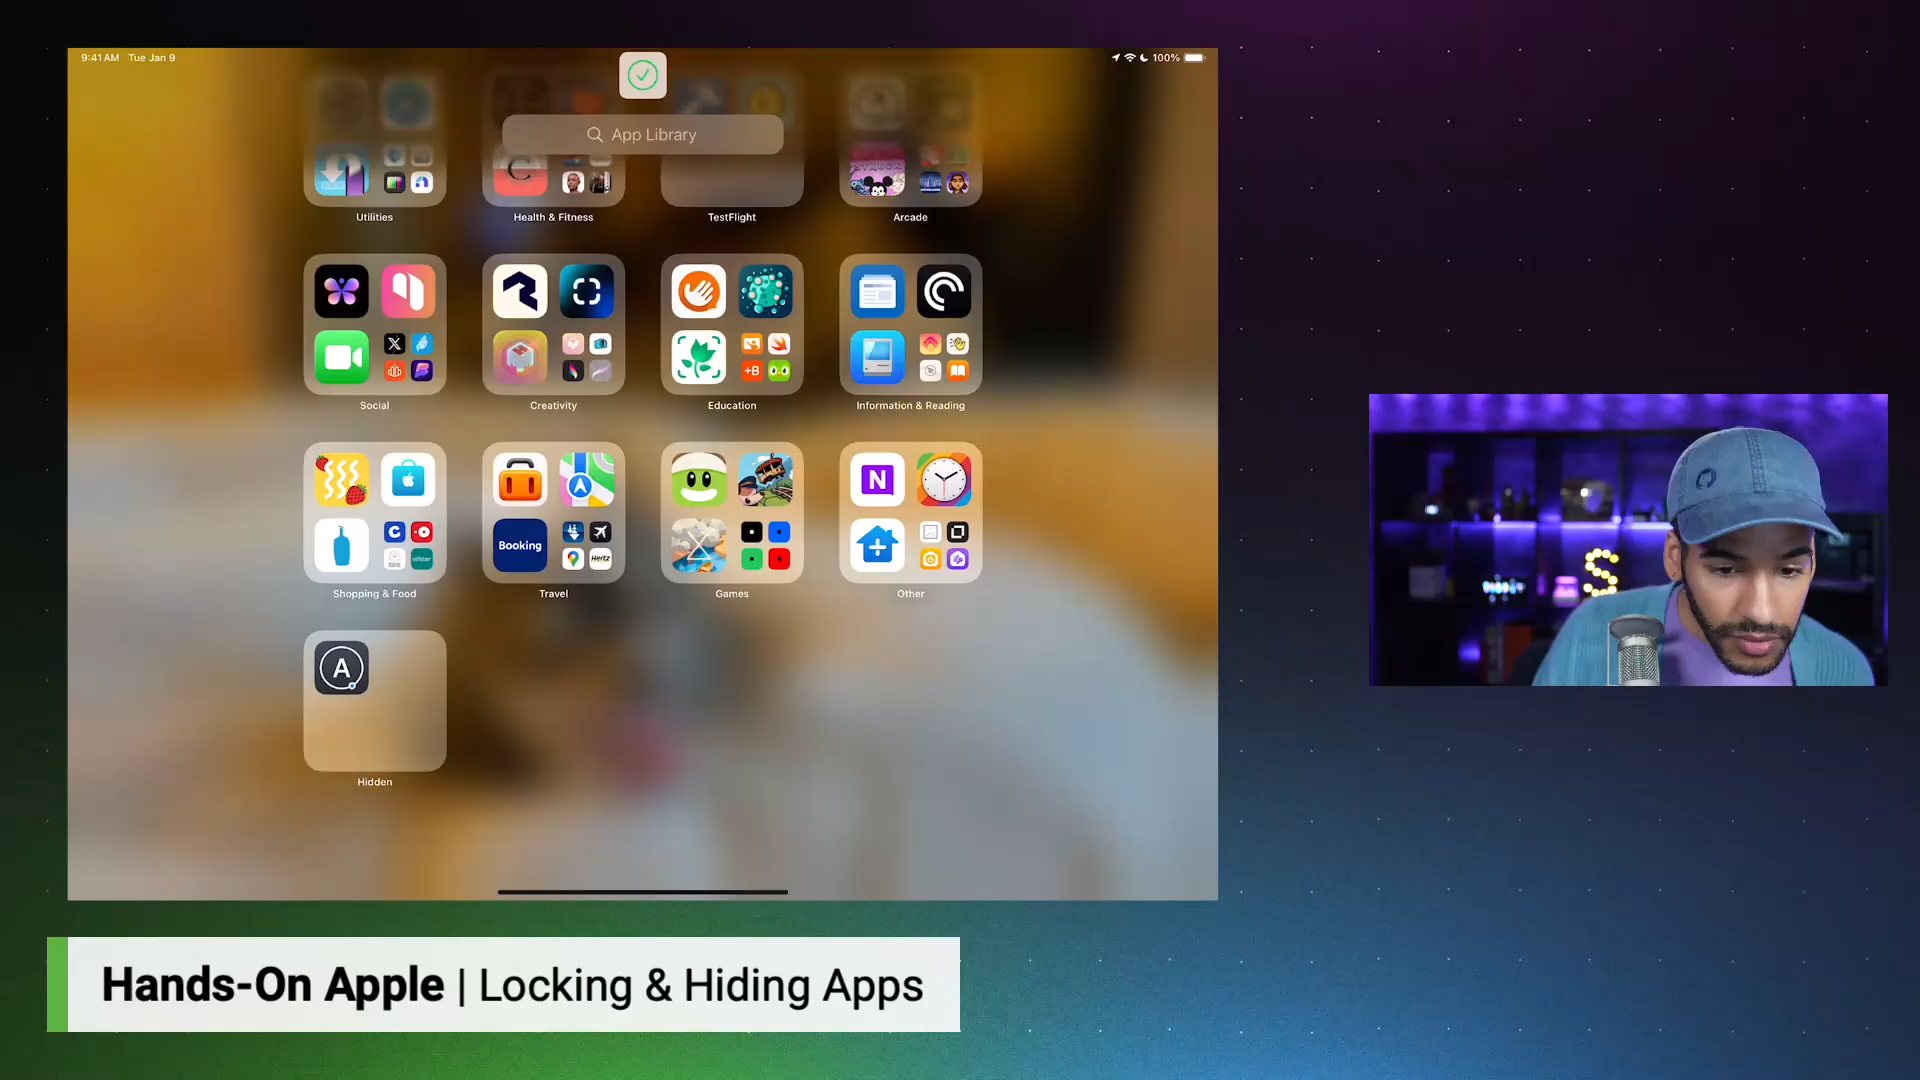 9:41 AM Tue Jan 9
100%
App Library
Utilities
Health & Fitness
TestFlight
Arcade
+B
Social
Creativity
Education
Information & Reading
N
Booking
Hertz
Shopping & Food
Travel
Games
Other
A
Hidden
S
Hands-On Apple | Locking & Hiding Apps